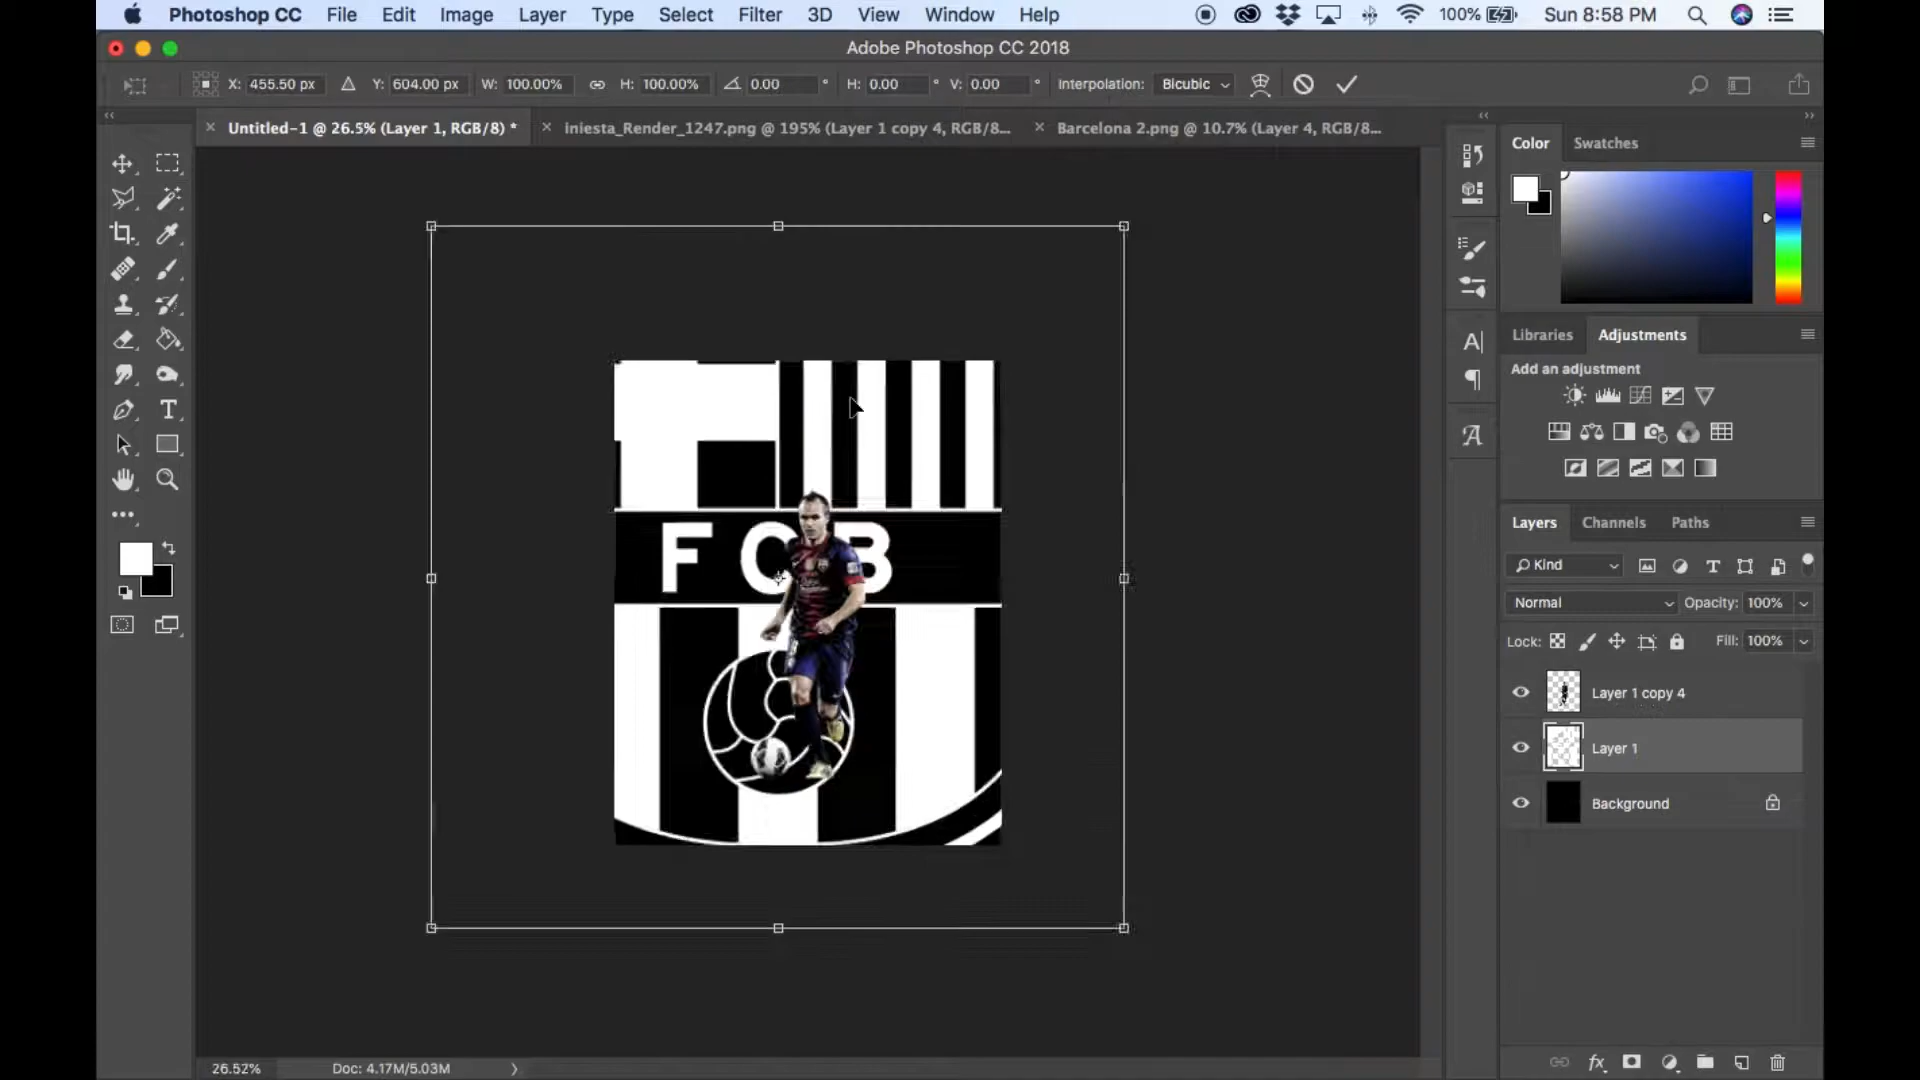 Photoshop CC File Edit Image Layer Type Select Filter 3D View Window Help 100% Sun 8:58 PM
Adobe Photoshop CC 2018
X: 455.50 px Y: 604.00 px W: 100.00% H: 100.00% 0.00 ° H: 0.00 ° V: 0.00 ° Interpolation: Bicubic
× Untitled-1 @ 26.5% (Layer 1, RGB/8) * × Iniesta_Render_1247.png @ 195% (Layer 1 copy 4, RGB/8... × Barcelona 2.png @ 10.7% (Layer 4, RGB/8...
Color Swatches
Libraries Adjustments
Add an adjustment
F C B
Layers Channels Paths
Kind
Normal Opacity: 100%
Lock: Fill: 100%
Layer 1 copy 4
Layer 1
Background
26.52% Doc: 4.17M/5.03M